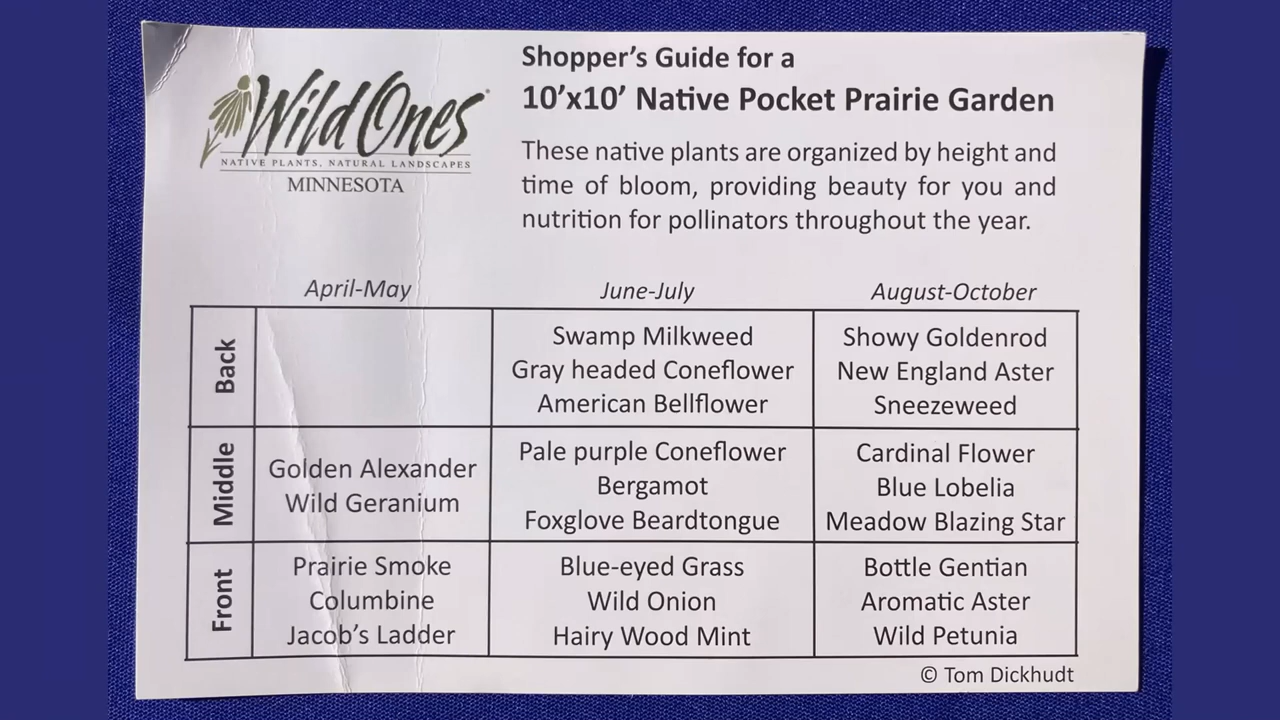 Wild Ones®
NATIVE PLANTS, NATURAL LANDSCAPES
MINNESOTA
Shopper's Guide for a
10'x10' Native Pocket Prairie Garden
These native plants are organized by height and
time of bloom, providing beauty for you and
nutrition for pollinators throughout the year.
April-May June-July August-October
Back
Swamp Milkweed
Gray headed Coneflower
American Bellflower
Showy Goldenrod
New England Aster
Sneezeweed
Middle
Golden Alexander
Wild Geranium
Pale purple Coneflower
Bergamot
Foxglove Beardtongue
Cardinal Flower
Blue Lobelia
Meadow Blazing Star
Front
Prairie Smoke
Columbine
Jacob's Ladder
Blue-eyed Grass
Wild Onion
Hairy Wood Mint
Bottle Gentian
Aromatic Aster
Wild Petunia
© Tom Dickhudt